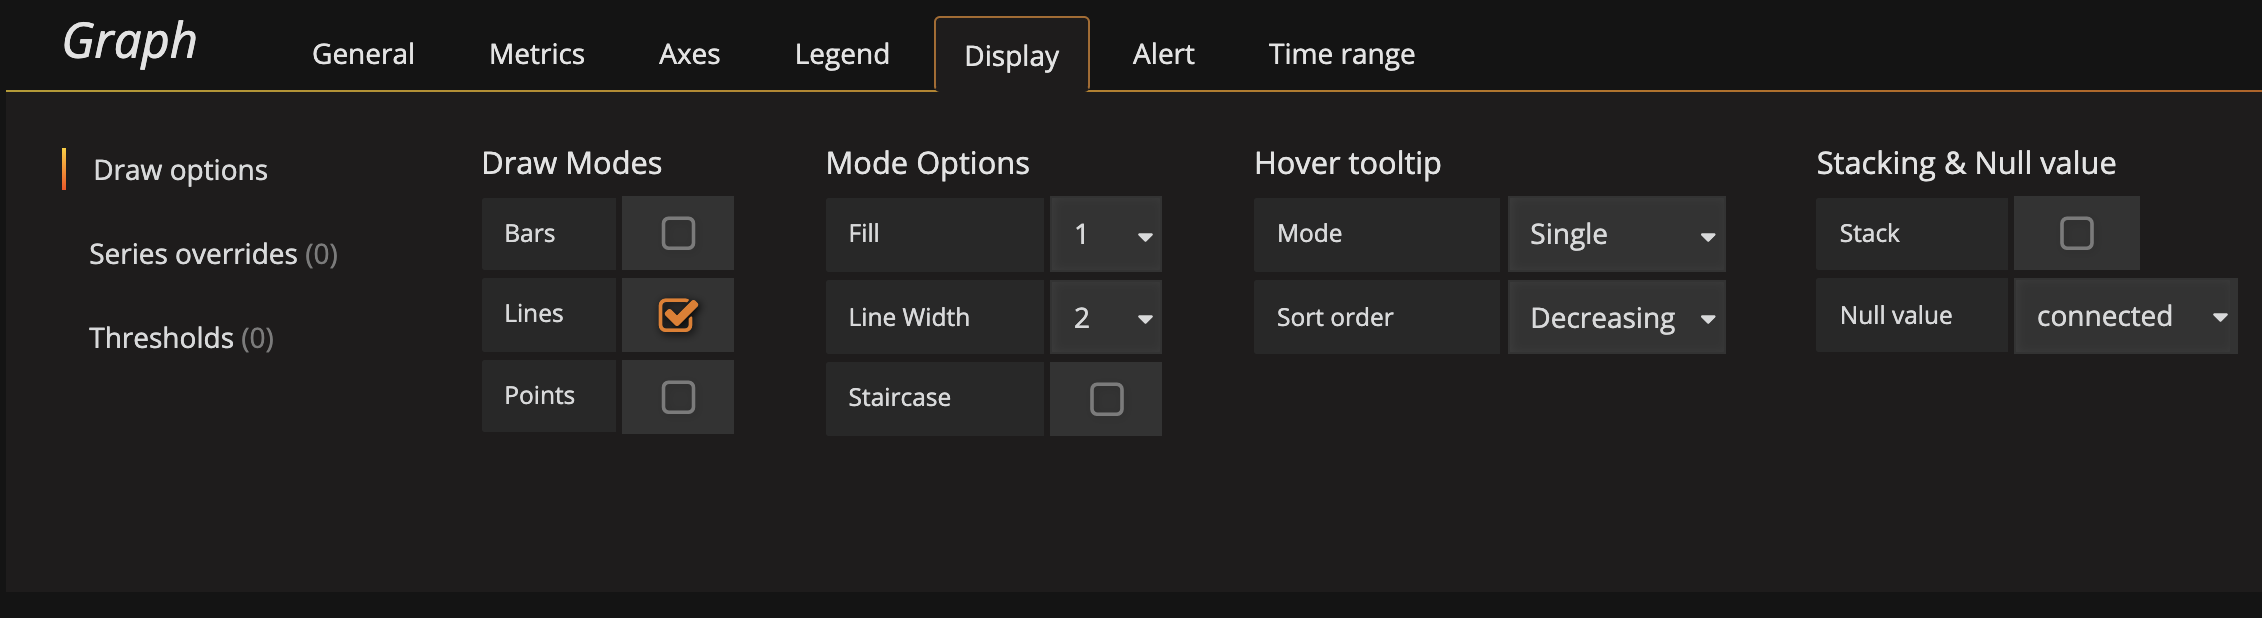 Graph General Metrics Axes Legend Display Alert Time range
Draw options
Series overrides (0)
Thresholds (0)
Draw Modes
Bars
Lines
Points
Mode Options
Fill 1
Line Width 2
Staircase
Hover tooltip
Mode Single
Sort order Decreasing
Stacking & Null value
Stack
Null value connected